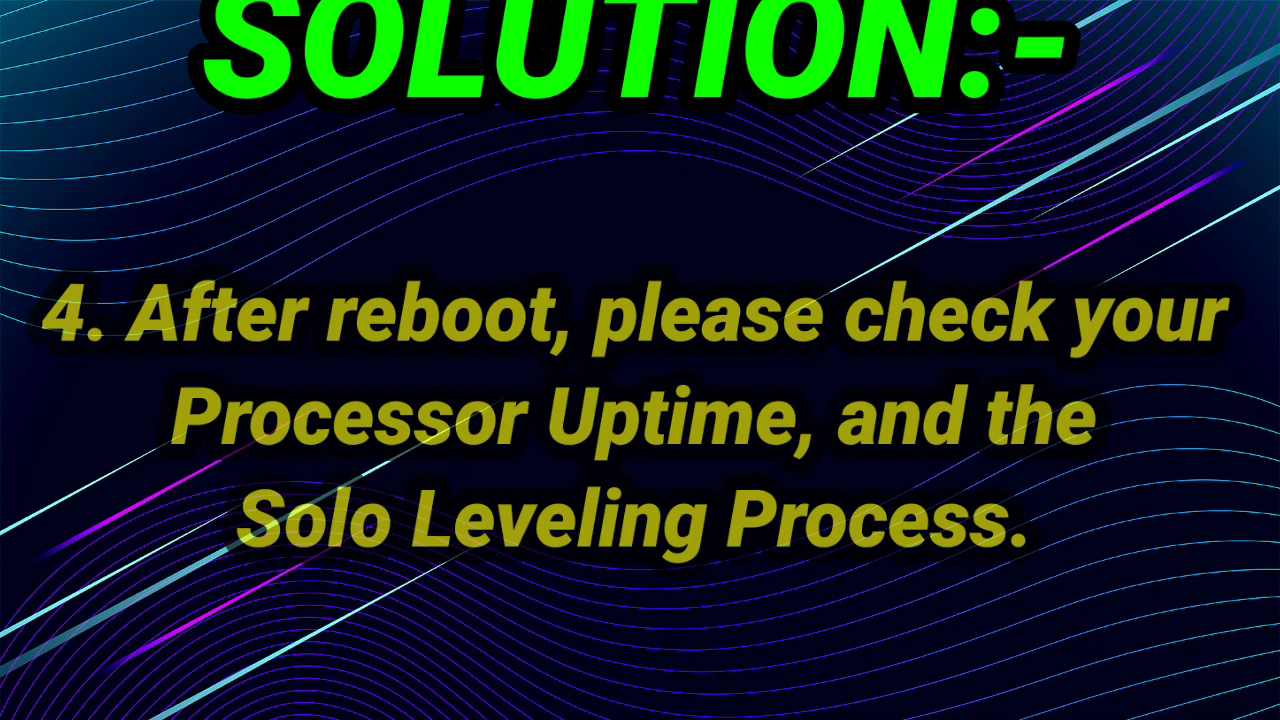 SOLUTION:-
4. After reboot, please check your
Processor Uptime, and the
Solo Leveling Process.